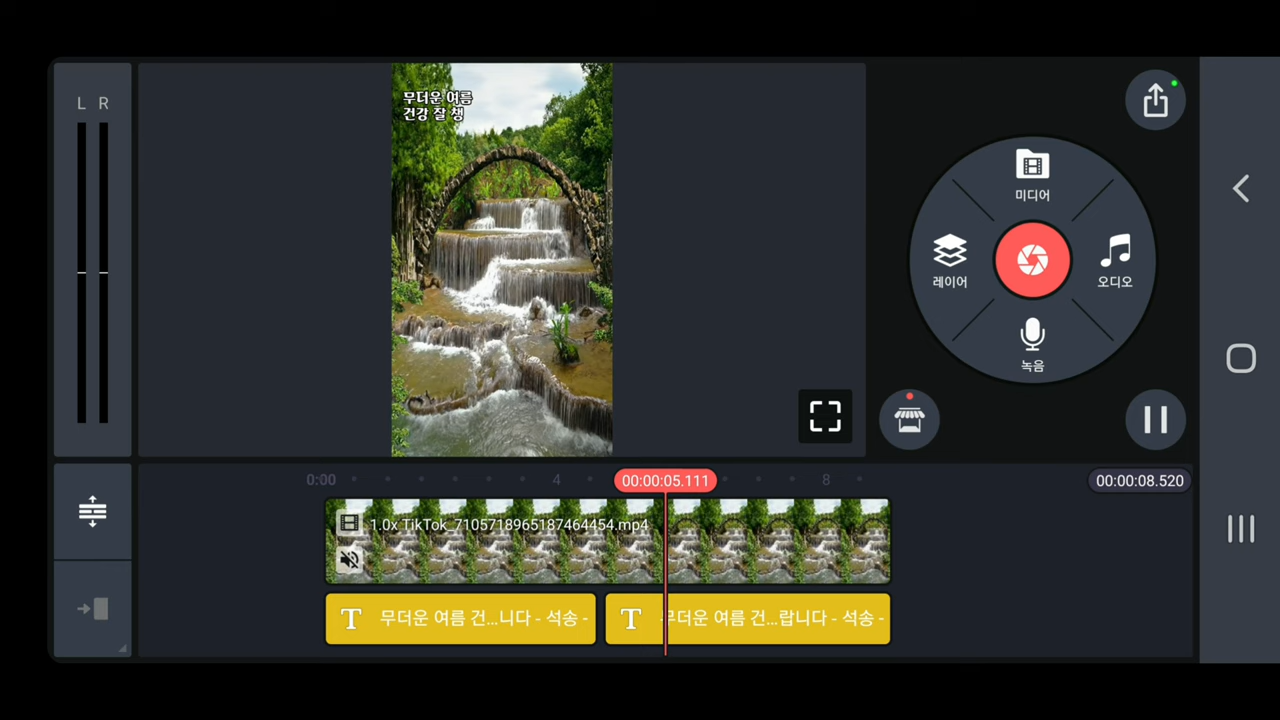 L R
무더운 여름
건강 잘 챙
미디어
레이어
오디오
녹음
0:00
4
00:00:05.111
8
00:00:08.520
1.0x TikTok_7105718965187464454.mp4
T 무더운 여름 건...니다 - 석송 -
T 무더운 여름 건...랍니다 - 석송 -